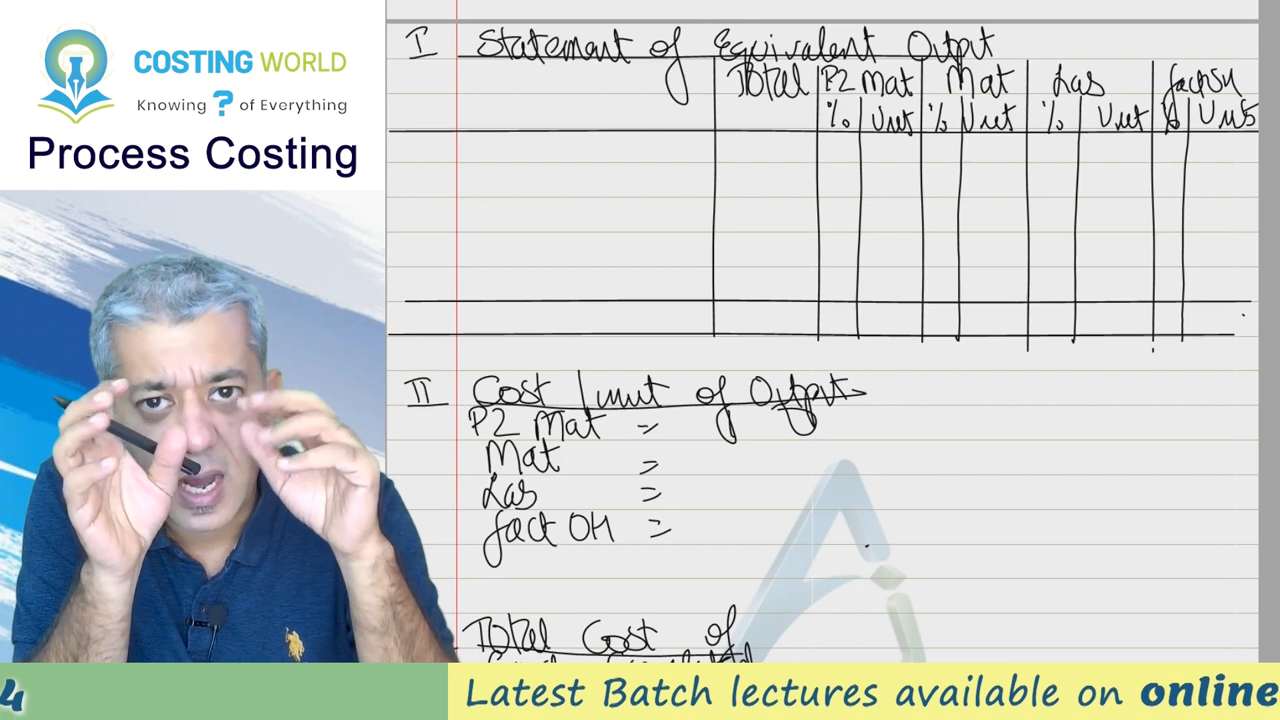 COSTING WORLD
Knowing ? of Everything
Process Costing
I Statement of Equivalent Output
Total P2 Mat Mat Lab Fact OH
% Unit % Unit % Unit % Units
II Cost/unit of Output
P2 Mat =
Mat =
Lab =
Fact OH =
Total Cost of
4 Latest Batch lectures available on online